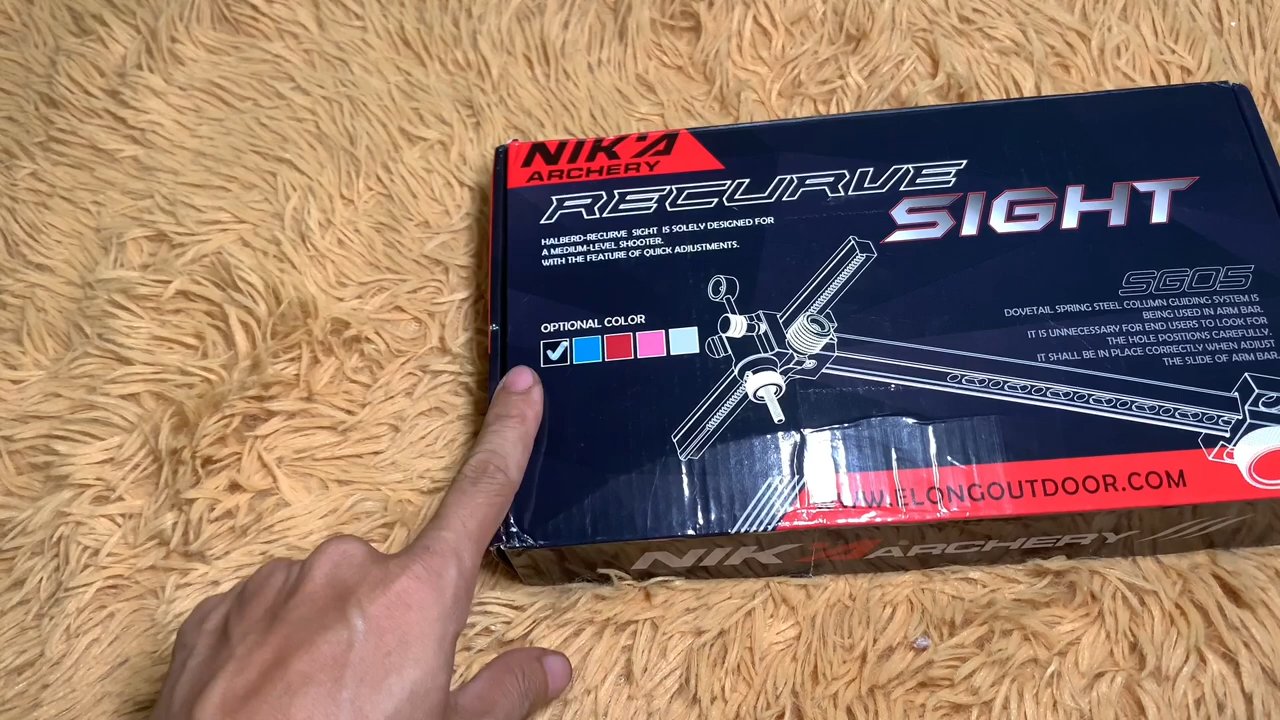 NIK'A
ARCHERY
RECURVE
SIGHT
HALBERD-RECURVE SIGHT IS SOLELY DESIGNED FOR
A MEDIUM-LEVEL SHOOTER.
WITH THE FEATURE OF QUICK ADJUSTMENTS.
SG05
DOVETAIL SPRING STEEL COLUMN GUIDING SYSTEM IS
BEING USED IN ARM BAR.
IT IS UNNECESSARY FOR END USERS TO LOOK FOR
THE HOLE POSITIONS CAREFULLY.
IT SHALL BE IN PLACE CORRECTLY WHEN ADJUST
THE SLIDE OF ARM BAR
OPTIONAL COLOR
WWW.ELONGOUTDOOR.COM
NIK'A ARCHERY